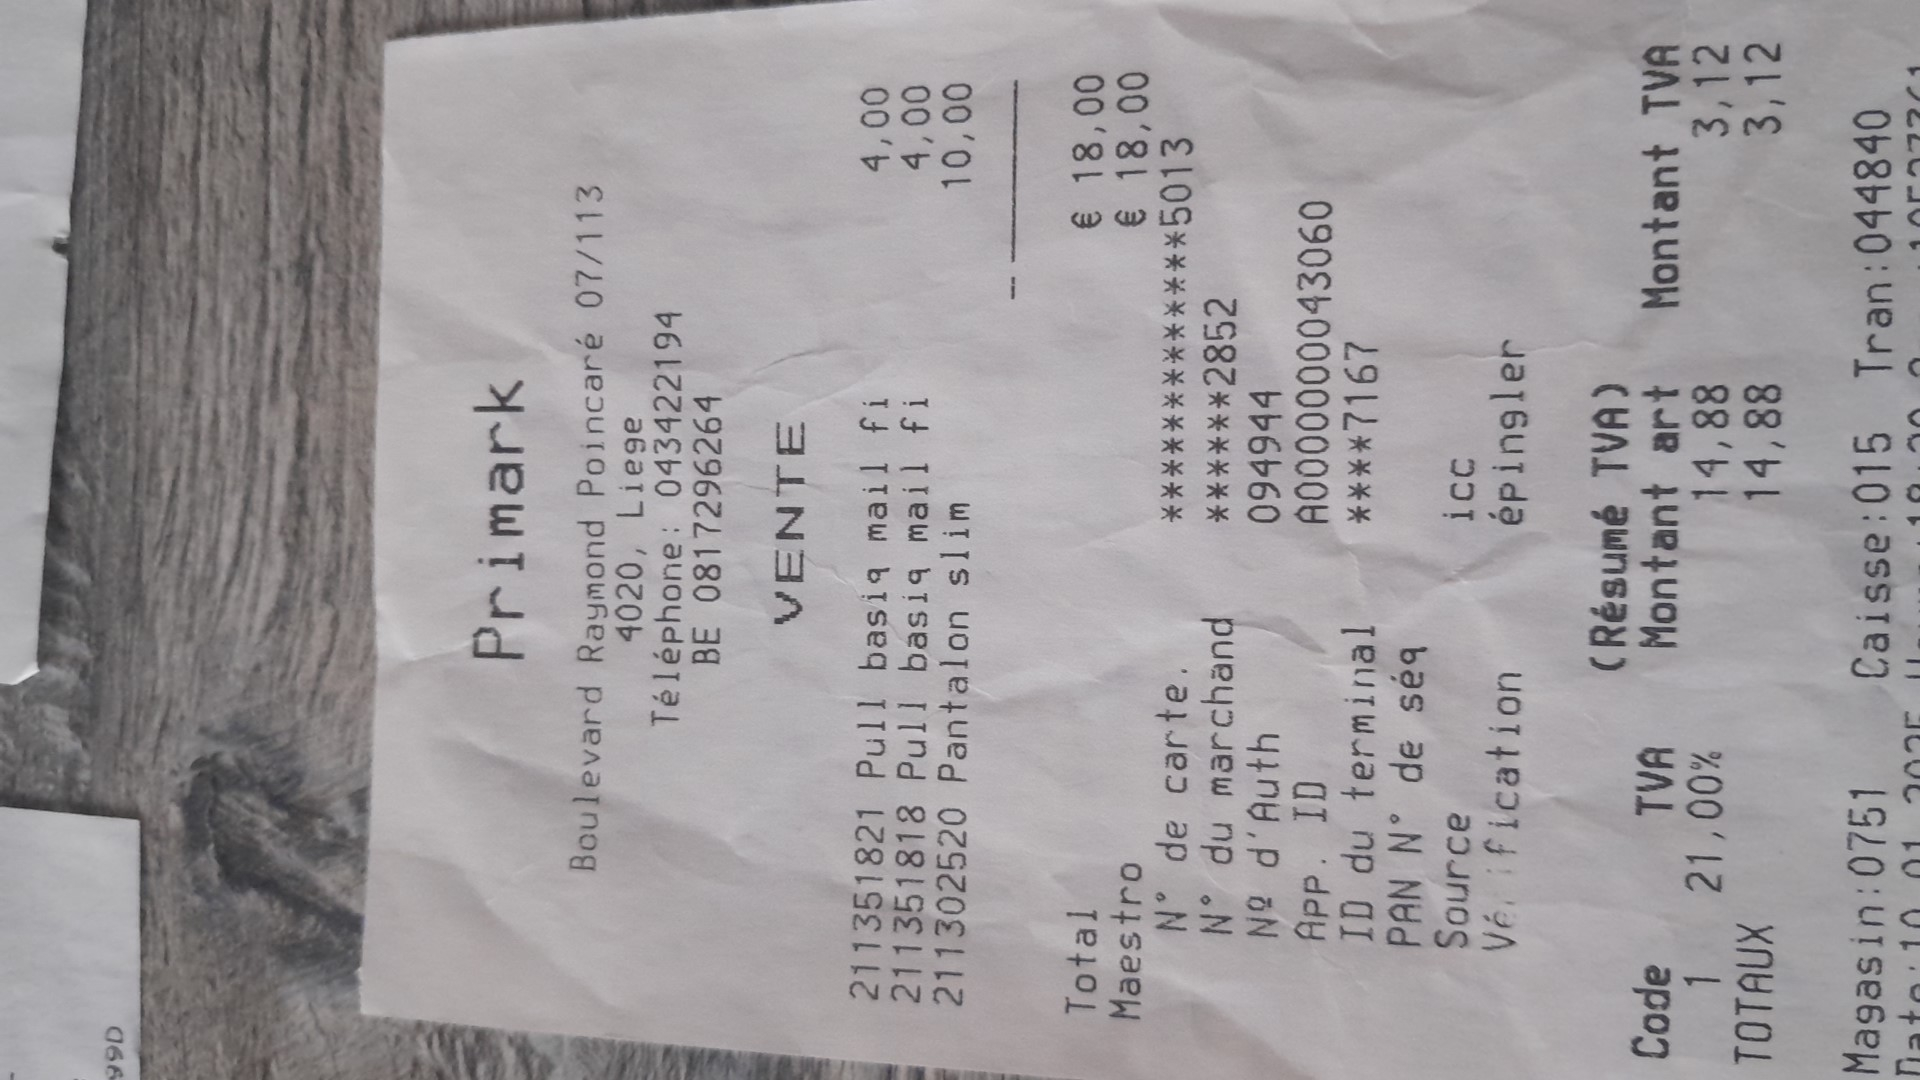 Primark
Boulevard Raymond Poincaré 07/113
4020, Liege
Téléphone: 043422194
BE 0817296264
VENTE
211351821 Pull basiq mail fi 4,00
211351818 Pull basiq mail fi 4,00
211302520 Pantalon slim 10,00
Total € 18,00
Maestro € 18,00
N° de carte. ***************5013
N° du marchand ******2852
Nº d'Auth 094944
App. ID A0000000043060
ID du terminal ****7167
PAN N° de séq
Source icc
Vérification épingler
(Résumé TVA)
Code TVA Montant art Montant TVA
1 21,00% 14,88 3,12
TOTAUX 14,88 3,12
Magasin:0751 Caisse:015 Tran:044840
999D